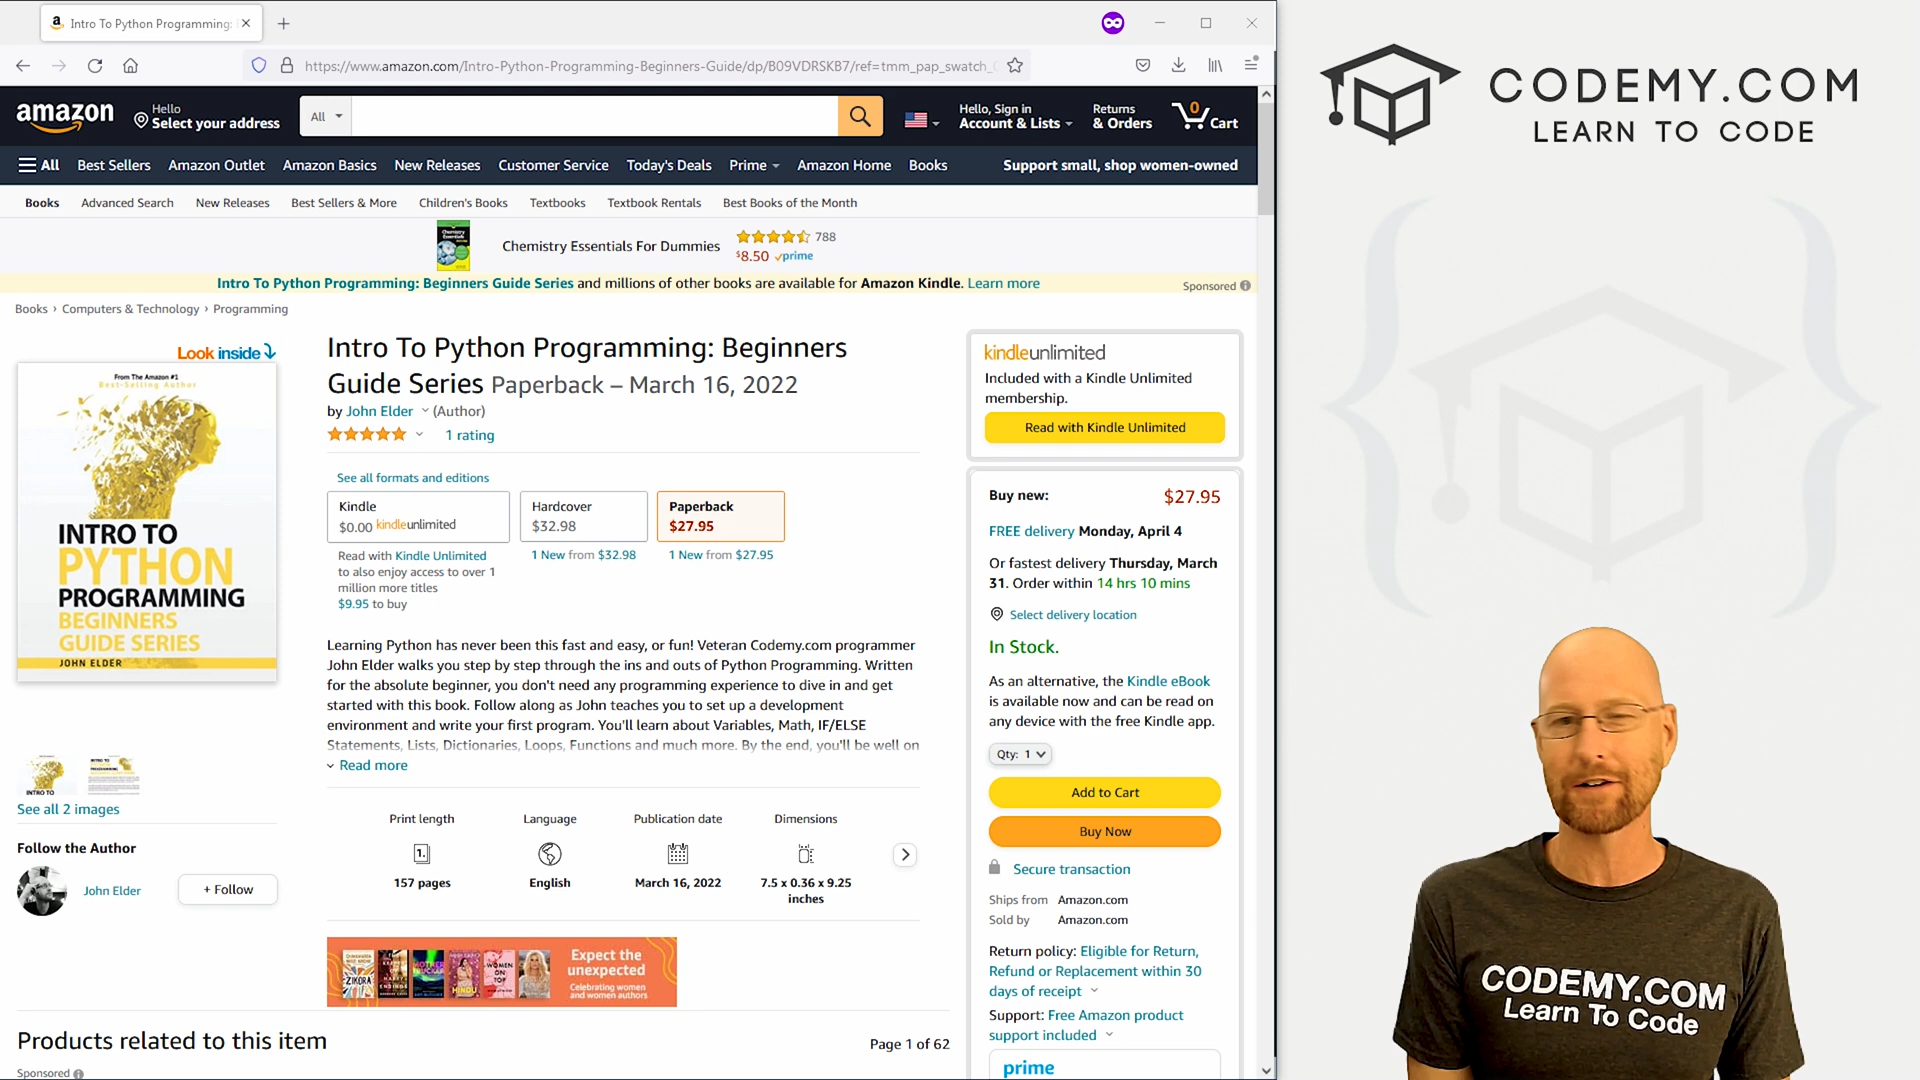 Intro To Python Programming:
https://www.amazon.com/Intro-Python-Programming-Beginners-Guide/dp/B09VDRSKB7/ref=tmm_pap_swatch_
amazon
Hello
Select your address
All
Hello, Sign in
Account & Lists
Returns
& Orders
0
Cart
All
Best Sellers
Amazon Outlet
Amazon Basics
New Releases
Customer Service
Today's Deals
Prime
Amazon Home
Books
Support small, shop women-owned
Books
Advanced Search
New Releases
Best Sellers & More
Children's Books
Textbooks
Textbook Rentals
Best Books of the Month
Chemistry Essentials For Dummies
788
$8.50 prime
Intro To Python Programming: Beginners Guide Series and millions of other books are available for Amazon Kindle. Learn more
Sponsored
Books › Computers & Technology › Programming
Look inside
From The Amazon #1
Best-Selling Author
INTRO TO
PYTHON
PROGRAMMING
BEGINNERS
GUIDE SERIES
JOHN ELDER
INTRO TO
See all 2 images
Follow the Author
John Elder
+ Follow
Intro To Python Programming: Beginners
Guide Series Paperback – March 16, 2022
by John Elder (Author)
1 rating
See all formats and editions
Kindle
$0.00 kindleunlimited
Read with Kindle Unlimited
to also enjoy access to over 1
million more titles
$9.95 to buy
Hardcover
$32.98
1 New from $32.98
Paperback
$27.95
1 New from $27.95
Learning Python has never been this fast and easy, or fun! Veteran Codemy.com programmer
John Elder walks you step by step through the ins and outs of Python Programming. Written
for the absolute beginner, you don't need any programming experience to dive in and get
started with this book. Follow along as John teaches you to set up a development
environment and write your first program. You'll learn about Variables, Math, IF/ELSE
Statements, Lists, Dictionaries, Loops, Functions and much more. By the end, you'll be well on
Read more
Print length
157 pages
Language
English
Publication date
March 16, 2022
Dimensions
7.5 x 0.36 x 9.25
inches
ZIKORA
WOMEN
ON
TOP
Expect the
unexpected
Celebrating women
and women authors
Products related to this item
Page 1 of 62
Sponsored
kindleunlimited
Included with a Kindle Unlimited
membership.
Read with Kindle Unlimited
Buy new:
$27.95
FREE delivery Monday, April 4
Or fastest delivery Thursday, March
31. Order within 14 hrs 10 mins
Select delivery location
In Stock.
As an alternative, the Kindle eBook
is available now and can be read on
any device with the free Kindle app.
Qty: 1
Add to Cart
Buy Now
Secure transaction
Ships from Amazon.com
Sold by Amazon.com
Return policy: Eligible for Return,
Refund or Replacement within 30
days of receipt
Support: Free Amazon product
support included
prime
CODEMY.COM
LEARN TO CODE
CODEMY.COM
Learn To Code